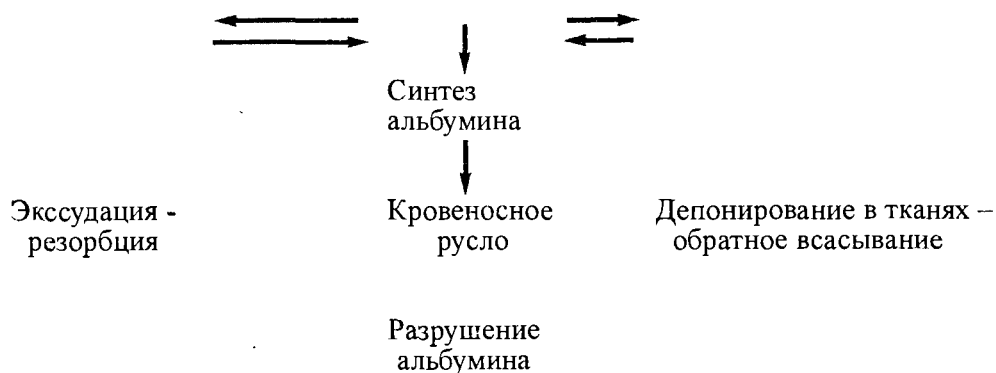 Синтез
альбумина
Экссудация -
резорбция
Кровеносное
русло
Депонирование в тканях –
обратное всасывание
Разрушение
альбумина